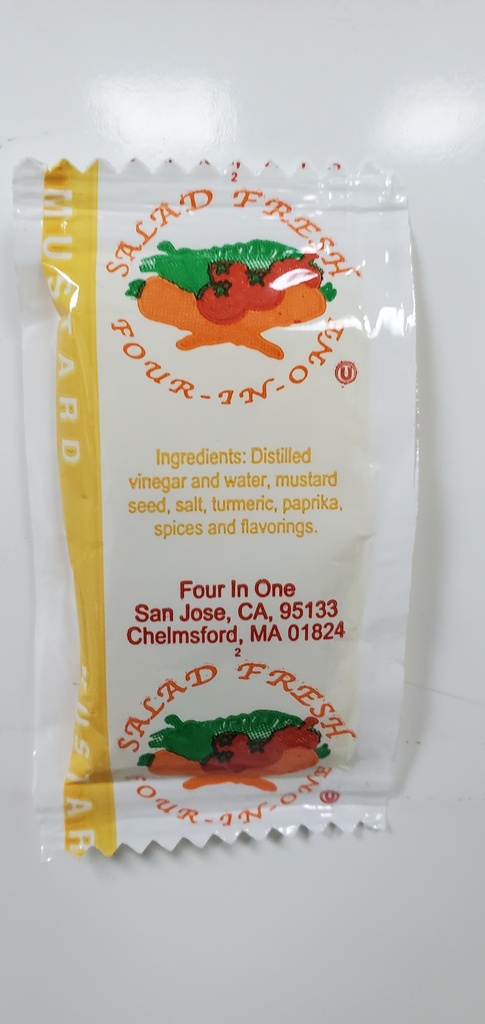 2
SALAD FRESH
FOUR-IN-ONE
U
MUSTARD
Ingredients: Distilled
vinegar and water, mustard
seed, salt, turmeric, paprika,
spices and flavorings.
Four In One
San Jose, CA, 95133
Chelmsford, MA 01824
2
SALAD FRESH
FOUR-IN-ONE
U
MUSTAR